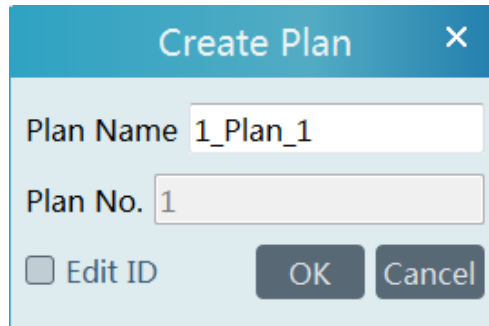 Create Plan
Plan Name 1_Plan_1
Plan No. 1
Edit ID OK Cancel